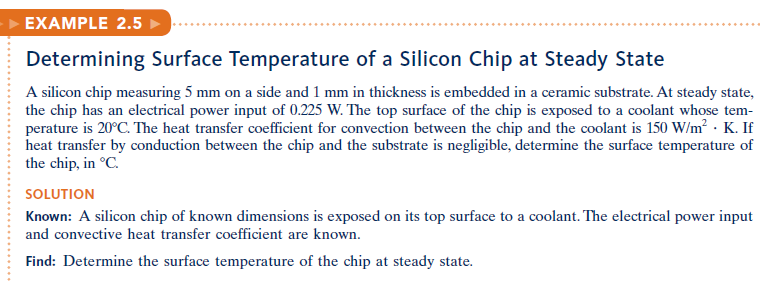 EXAMPLE 2.5
Determining Surface Temperature of a Silicon Chip at Steady State
A silicon chip measuring 5 mm on a side and 1 mm in thickness is embedded in a ceramic substrate. At steady state,
the chip has an electrical power input of 0.225 W. The top surface of the chip is exposed to a coolant whose tem-
perature is 20°C. The heat transfer coefficient for convection between the chip and the coolant is 150 W/m² · K. If
heat transfer by conduction between the chip and the substrate is negligible, determine the surface temperature of
the chip, in °C.
SOLUTION
Known: A silicon chip of known dimensions is exposed on its top surface to a coolant. The electrical power input
and convective heat transfer coefficient are known.
Find: Determine the surface temperature of the chip at steady state.